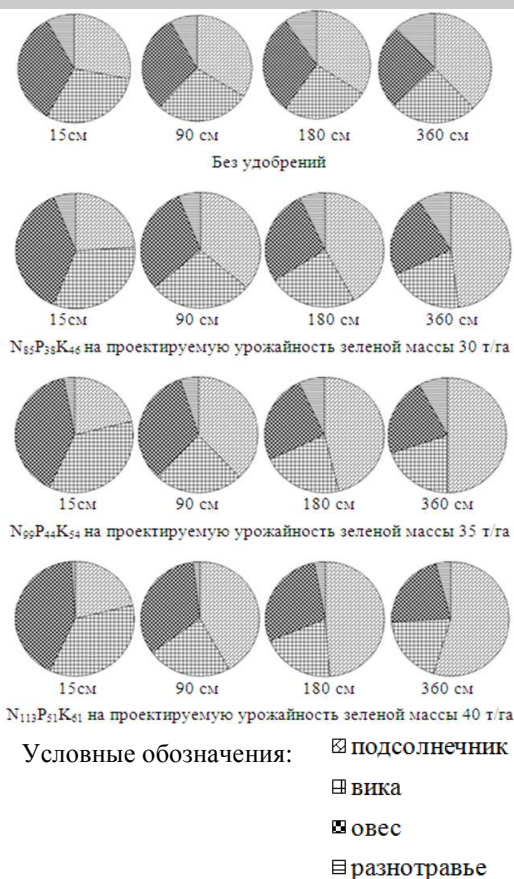 15см 90 см 180 см 360 см
Без удобрений
15см 90 см 180 см 360 см
N₈₅P₃₈K₄₆ на проектируемую урожайность зеленой массы 30 т/га
15см 90 см 180 см 360 см
N₉₉P₄₄K₅₄ на проектируемую урожайность зеленой массы 35 т/га
15см 90 см 180 см 360 см
N₁₁₃P₅₁K₆₁ на проектируемую урожайность зеленой массы 40 т/га
Условные обозначения: подсолнечник
вика
овес
разнотравье